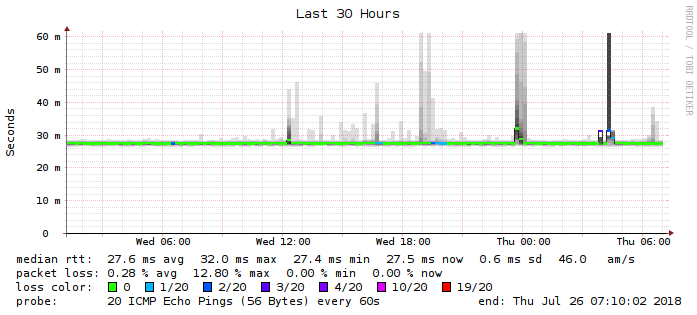 Last 30 Hours
RRDTOOL / TOBI OETIKER
Seconds
60 m
50 m
40 m
30 m
20 m
10 m
0
Wed 06:00 Wed 12:00 Wed 18:00 Thu 00:00 Thu 06:00
median rtt: 27.6 ms avg 32.0 ms max 27.4 ms min 27.5 ms now 0.6 ms sd 46.0 am/s
packet loss: 0.28 % avg 12.80 % max 0.00 % min 0.00 % now
loss color: 0 1/20 2/20 3/20 4/20 10/20 19/20
probe: 20 ICMP Echo Pings (56 Bytes) every 60s end: Thu Jul 26 07:10:02 2018